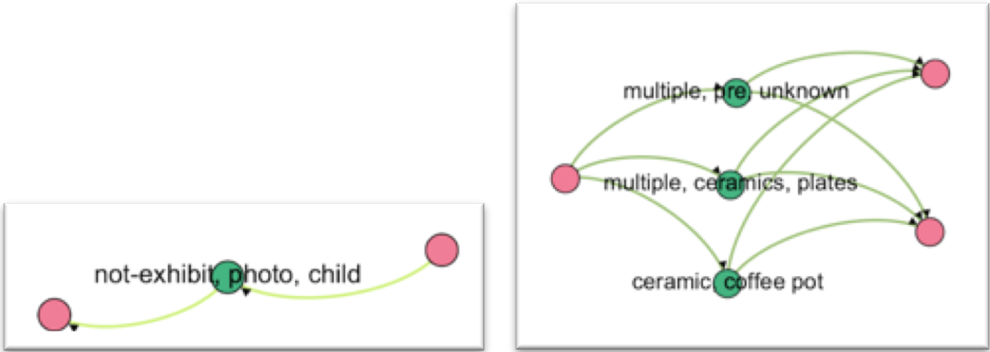 not-exhibit, photo, child
multiple, pre, unknown
multiple, ceramics, plates
ceramic, coffee pot